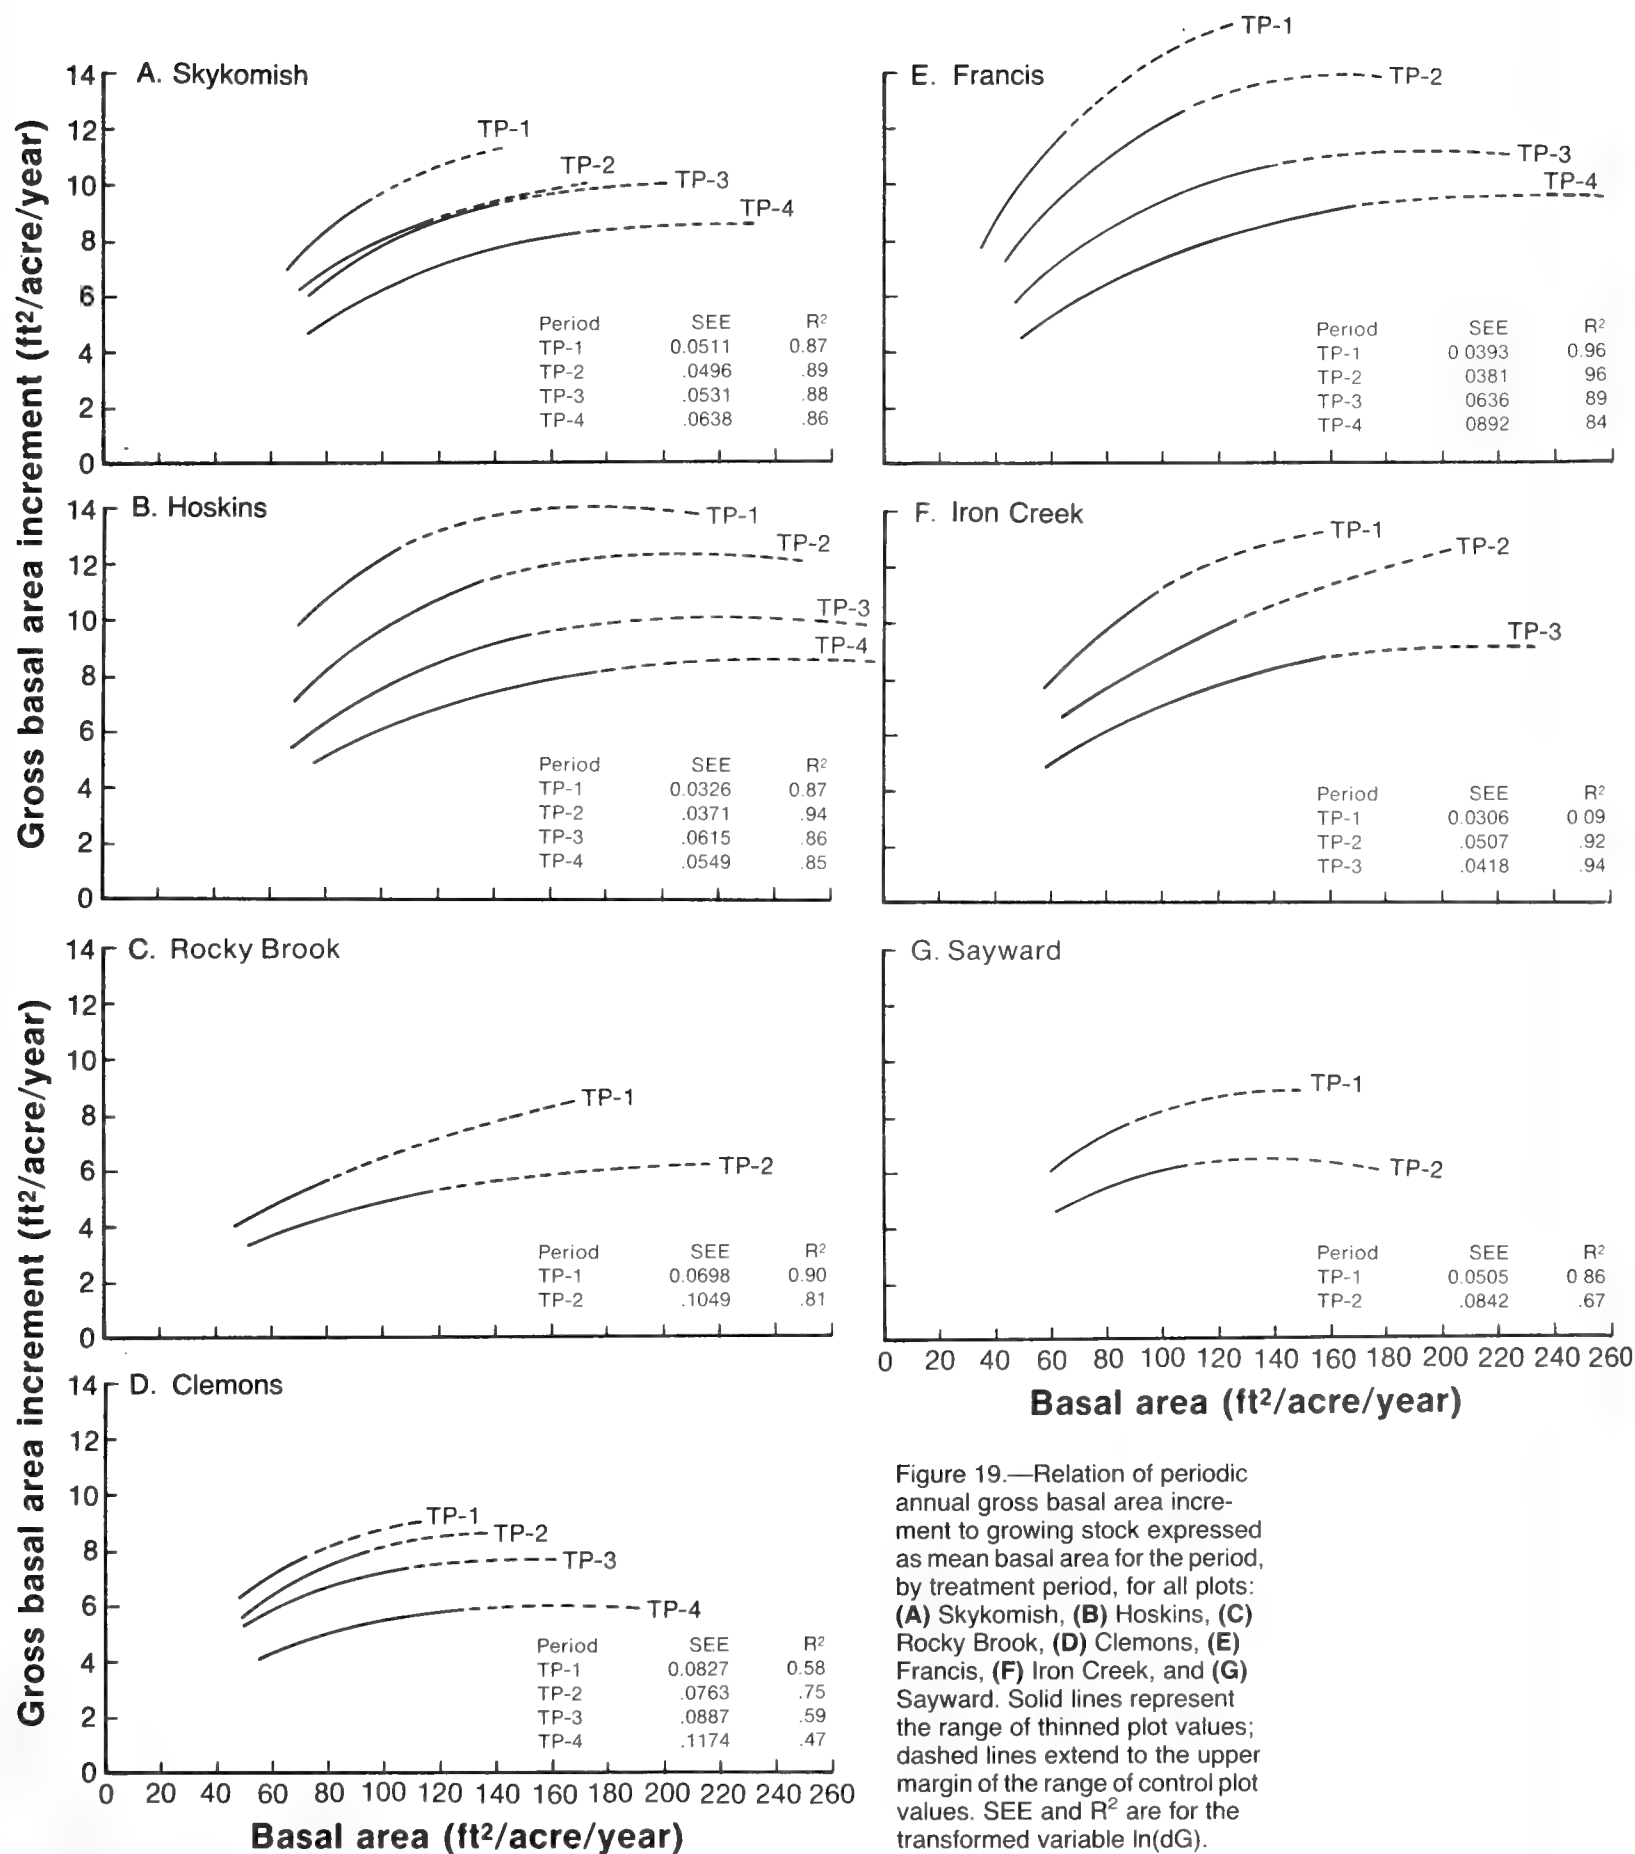 Gross basal area increment (ft²/acre/year)
A. Skykomish
14
12
10
8
6
4
2
0
TP-1
TP-2
TP-3
TP-4
Period SEE R²
TP-1 0.0511 0.87
TP-2 .0496 .89
TP-3 .0531 .88
TP-4 .0638 .86
B. Hoskins
14
12
10
8
6
4
2
0
TP-1
TP-2
TP-3
TP-4
Period SEE R²
TP-1 0.0326 0.87
TP-2 .0371 .94
TP-3 .0615 .86
TP-4 .0549 .85
Gross basal area increment (ft²/acre/year)
C. Rocky Brook
14
12
10
8
6
4
2
0
TP-1
TP-2
Period SEE R²
TP-1 0.0698 0.90
TP-2 .1049 .81
D. Clemons
14
12
10
8
6
4
2
0
TP-1
TP-2
TP-3
TP-4
Period SEE R²
TP-1 0.0827 0.58
TP-2 .0763 .75
TP-3 .0887 .59
TP-4 .1174 .47
0 20 40 60 80 100 120 140 160 180 200 220 240 260
Basal area (ft²/acre/year)
E. Francis
TP-1
TP-2
TP-3
TP-4
Period SEE R²
TP-1 0 0393 0.96
TP-2 0381 96
TP-3 0636 89
TP-4 0892 84
F. Iron Creek
TP-1
TP-2
TP-3
Period SEE R²
TP-1 0.0306 0 09
TP-2 .0507 .92
TP-3 .0418 .94
G. Sayward
TP-1
TP-2
Period SEE R²
TP-1 0.0505 0 86
TP-2 .0842 .67
0 20 40 60 80 100 120 140 160 180 200 220 240 260
Basal area (ft²/acre/year)
Figure 19.—Relation of periodic
annual gross basal area incre-
ment to growing stock expressed
as mean basal area for the period,
by treatment period, for all plots:
(A) Skykomish, (B) Hoskins, (C)
Rocky Brook, (D) Clemons, (E)
Francis, (F) Iron Creek, and (G)
Sayward. Solid lines represent
the range of thinned plot values;
dashed lines extend to the upper
margin of the range of control plot
values. SEE and R² are for the
transformed variable ln(dG).